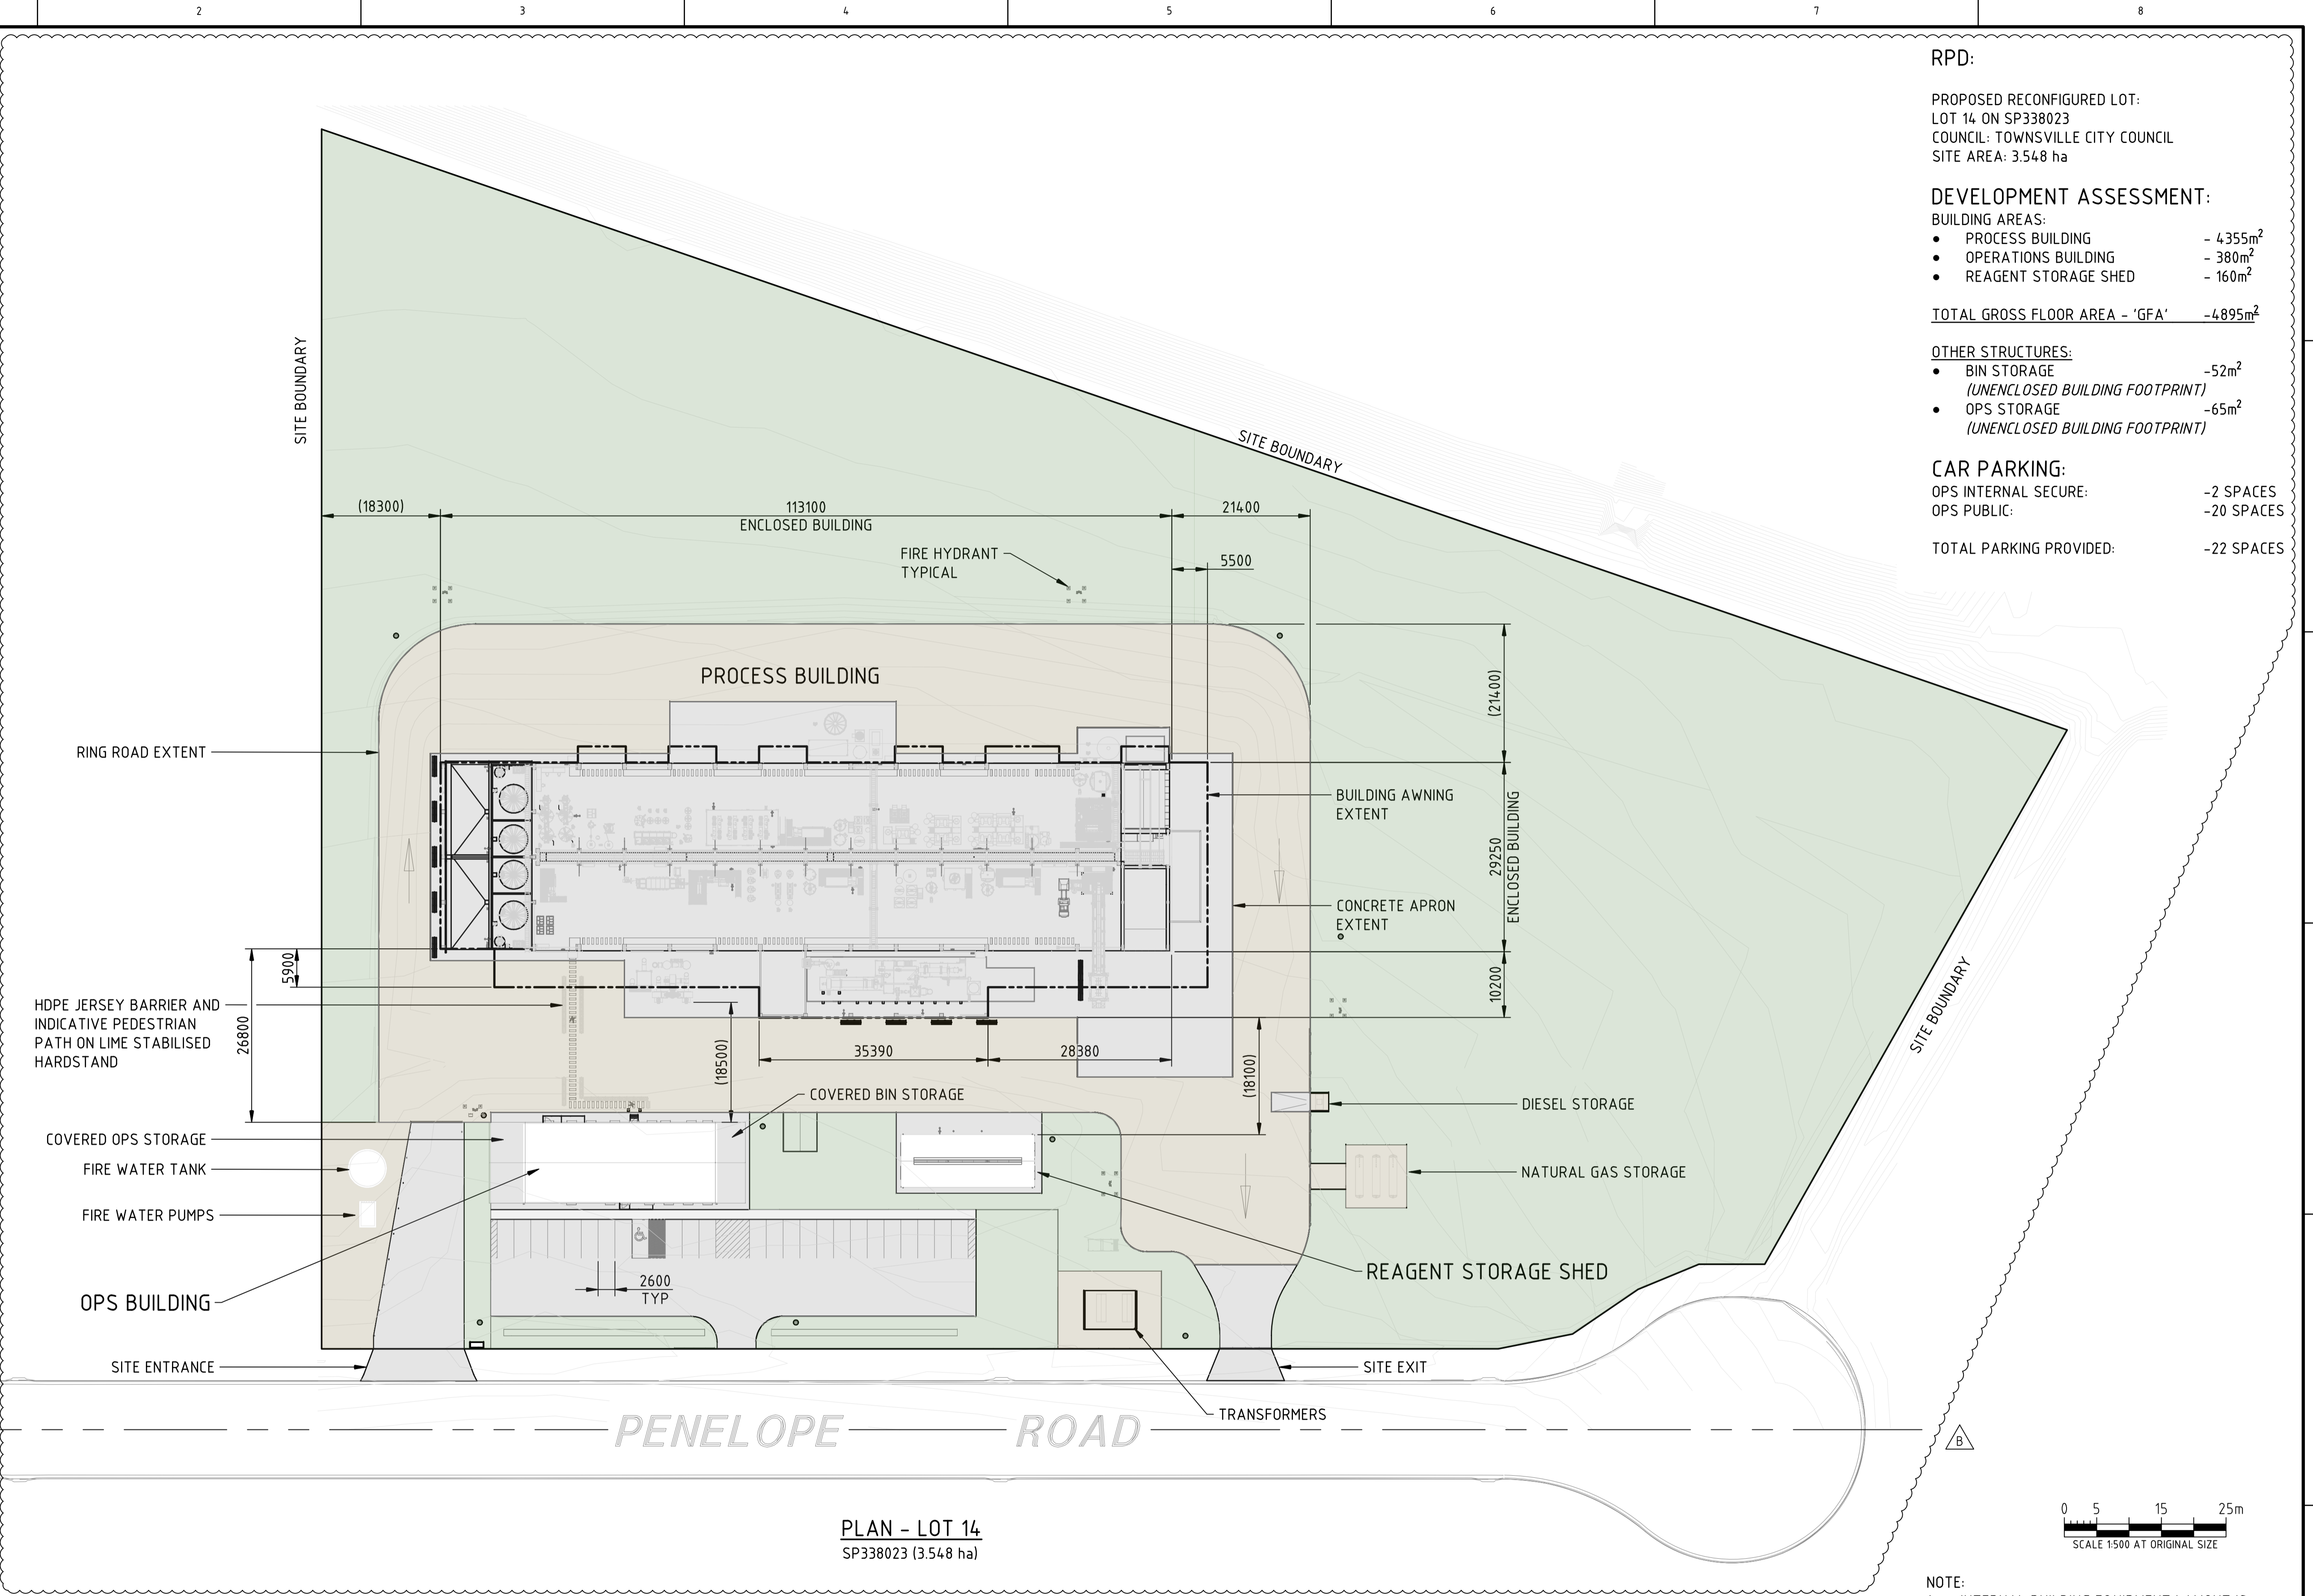 2 3 4 5 6 7 8
RPD:
PROPOSED RECONFIGURED LOT:
LOT 14 ON SP338023
COUNCIL: TOWNSVILLE CITY COUNCIL
SITE AREA: 3.548 ha
DEVELOPMENT ASSESSMENT:
BUILDING AREAS:
● PROCESS BUILDING - 4355m²
● OPERATIONS BUILDING - 380m²
● REAGENT STORAGE SHED - 160m²
TOTAL GROSS FLOOR AREA - 'GFA' -4895m²
OTHER STRUCTURES:
● BIN STORAGE -52m²
(UNENCLOSED BUILDING FOOTPRINT)
● OPS STORAGE -65m²
(UNENCLOSED BUILDING FOOTPRINT)
CAR PARKING:
OPS INTERNAL SECURE: -2 SPACES
OPS PUBLIC: -20 SPACES
TOTAL PARKING PROVIDED: -22 SPACES
SITE BOUNDARY
SITE BOUNDARY
(18300)
113100
ENCLOSED BUILDING
21400
5500
FIRE HYDRANT
TYPICAL
PROCESS BUILDING
(21400)
RING ROAD EXTENT
BUILDING AWNING
EXTENT
29250
ENCLOSED BUILDING
CONCRETE APRON
EXTENT
10200
SITE BOUNDARY
5900
26800
HDPE JERSEY BARRIER AND
INDICATIVE PEDESTRIAN
PATH ON LIME STABILISED
HARDSTAND
(18500)
35390
28380
(18100)
COVERED BIN STORAGE
DIESEL STORAGE
COVERED OPS STORAGE
FIRE WATER TANK
NATURAL GAS STORAGE
FIRE WATER PUMPS
2600
TYP
REAGENT STORAGE SHED
OPS BUILDING
SITE ENTRANCE
SITE EXIT
TRANSFORMERS
PENELOPE ROAD
B
PLAN - LOT 14
SP338023 (3.548 ha)
0 5 15 25m
SCALE 1:500 AT ORIGINAL SIZE
NOTE: